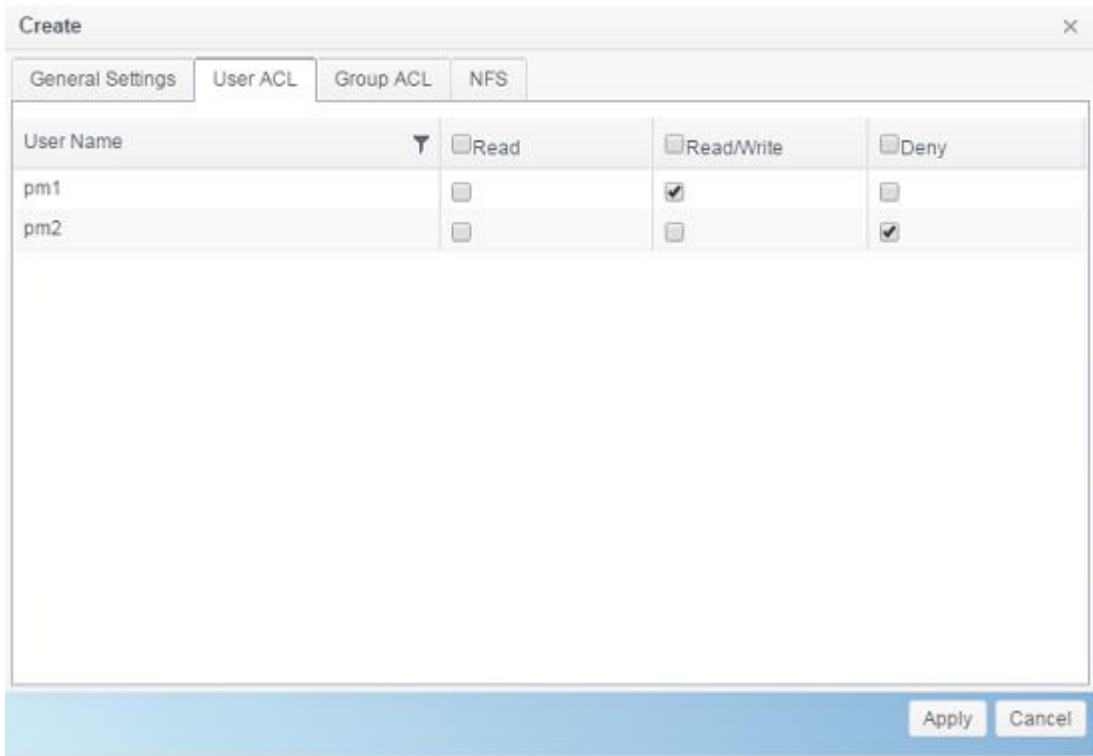 Create
General Settings User ACL Group ACL NFS
User Name Read Read/Write Deny
pm1
pm2
Apply Cancel